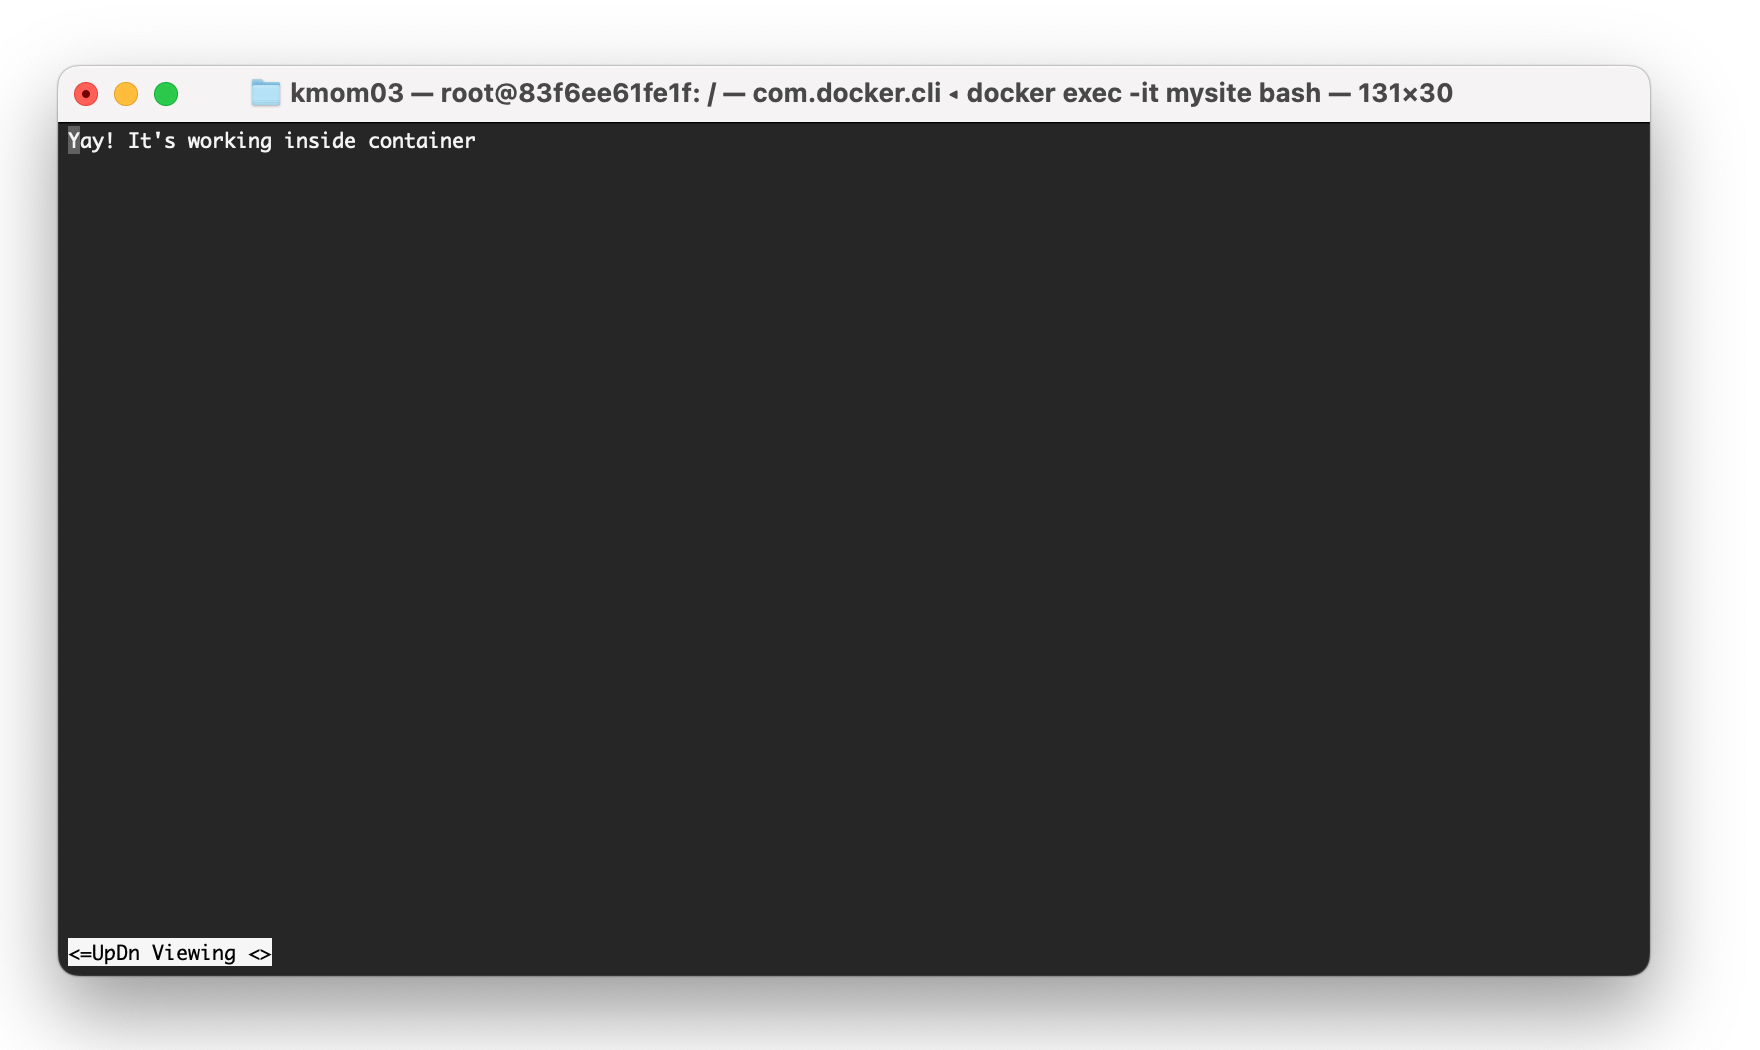 kmom03 — root@83f6ee61fe1f: / — com.docker.cli ◂ docker exec -it mysite bash — 131×30
Yay! It's working inside container
<=UpDn Viewing <>